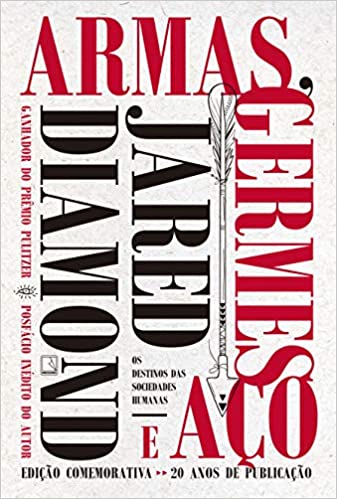 ARMAS,
GERMES
E AÇO
JARED
DIAMOND
OS
DESTINOS DAS
SOCIEDADES
HUMANAS
GANHADOR DO PRÊMIO PULITZER
POSFÁCIO INÉDITO DO AUTOR
EDIÇÃO COMEMORATIVA ▸▸ 20 ANOS DE PUBLICAÇÃO